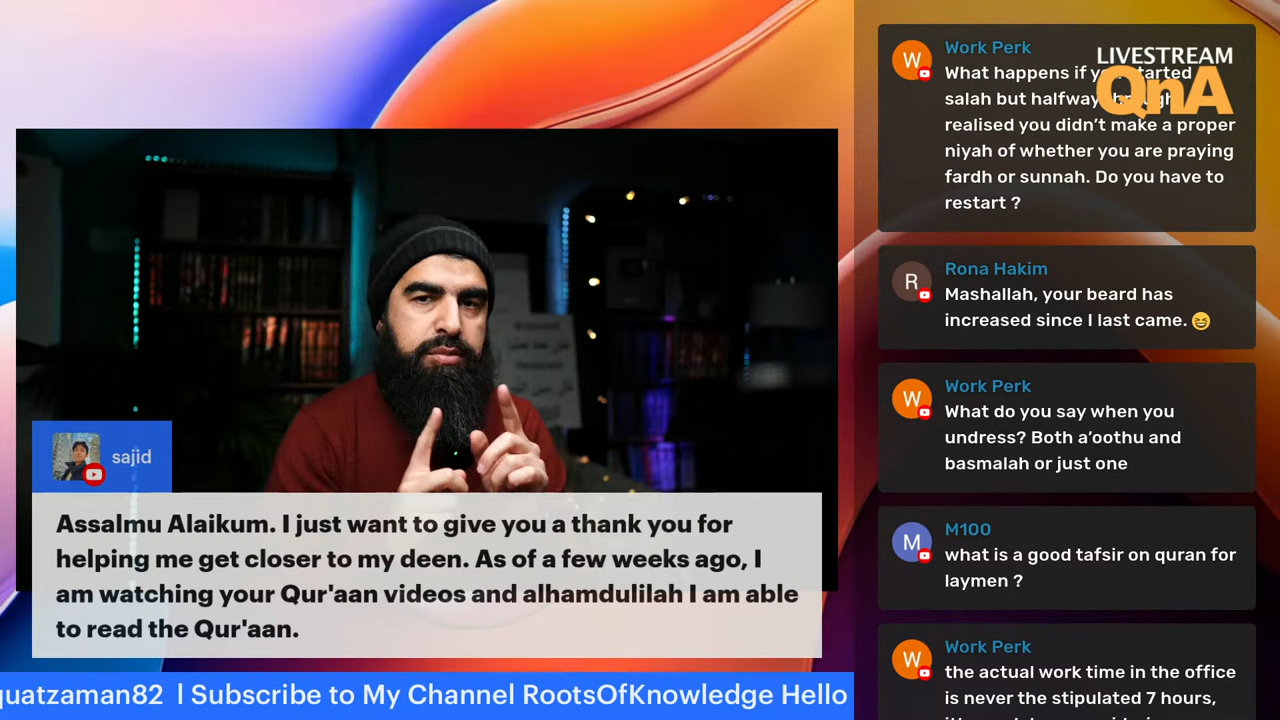 sajid
Assalmu Alaikum. I just want to give you a thank you for
helping me get closer to my deen. As of a few weeks ago, I
am watching your Qur'aan videos and alhamdulilah I am able
to read the Qur'aan.
quatzaman82 | Subscribe to My Channel RootsOfKnowledge Hello
LIVESTREAM
QnA
W
Work Perk
What happens if you started
salah but halfway through
realised you didn’t make a proper
niyah of whether you are praying
fardh or sunnah. Do you have to
restart ?
R
Rona Hakim
Mashallah, your beard has
increased since I last came. 😆
W
Work Perk
What do you say when you
undress? Both a’oothu and
basmalah or just one
M
M100
what is a good tafsir on quran for
laymen ?
W
Work Perk
the actual work time in the office
is never the stipulated 7 hours,